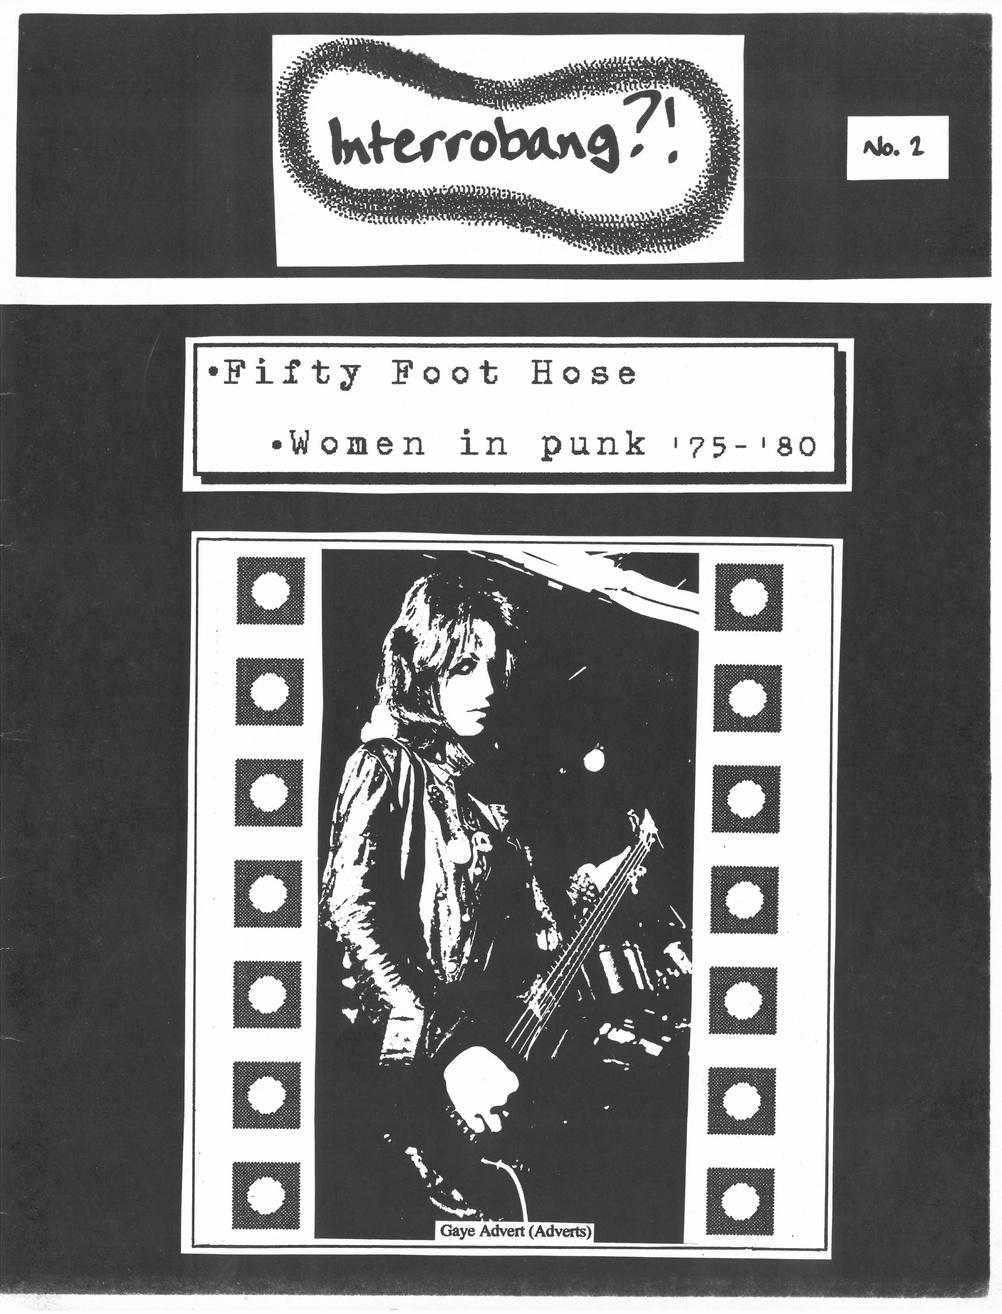 Interrobang?!
No. 2
•Fifty Foot Hose
•Women in punk '75-'80
Gaye Advert (Adverts)